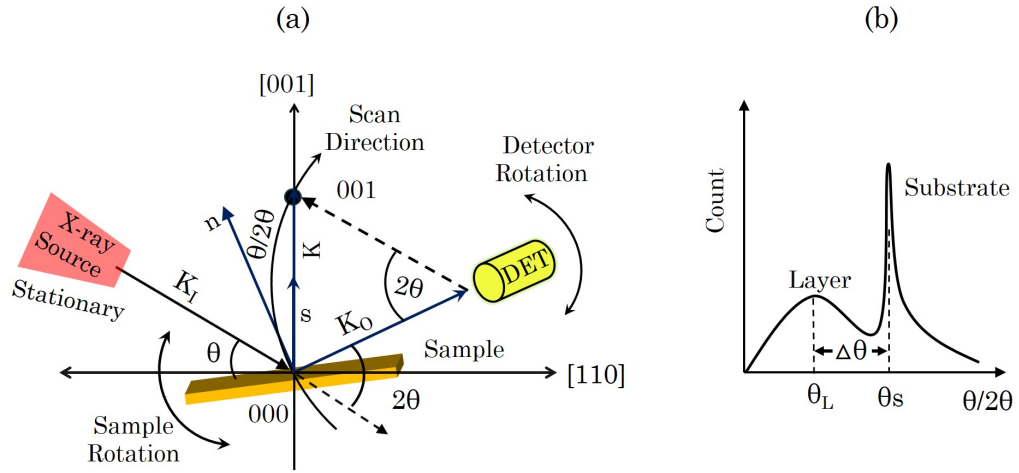 (a)
[001]
Scan
Direction
Detector
Rotation
001
n
θ/2θ
K
X-ray
Source
Stationary
K_I
s
2θ
DET
K_O
θ
Sample
[110]
000
2θ
Sample
Rotation
(b)
Count
Substrate
Layer
Δθ
θ_L
θs
θ/2θ